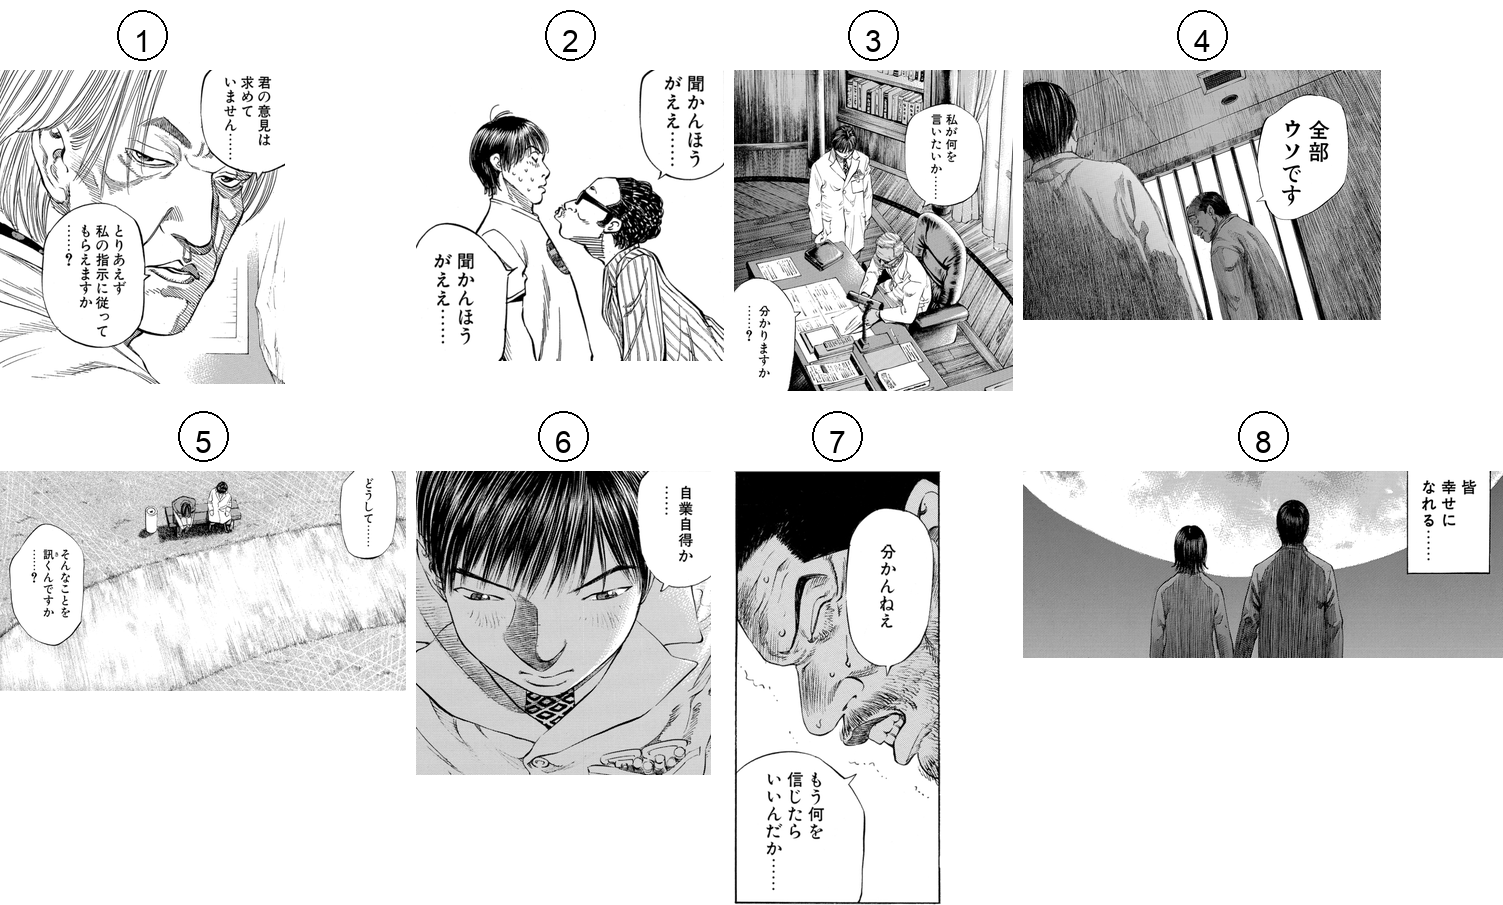 1
君の意見は
求めて
いません……
とりあえず
私の指示に従って
もらえますか
……？
2
聞かんほう
がええ……
聞かんほう
がええ……
3
私が何を
言いたいか……
分かりますか
……？
4
全部
ウソです
5
どうして……
そんなことを
訊くんですか
……？
6
自業自得か
……
7
分かんねえ
もう何を
信じたら
いいんだか……
8
皆
幸せに
なれる……